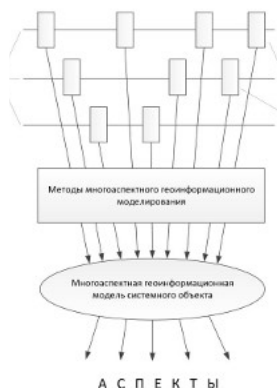 Методы многоаспектного геоинформационного
моделирования
Многоаспектная геоинформационная
модель системного объекта
А С П Е К Т Ы